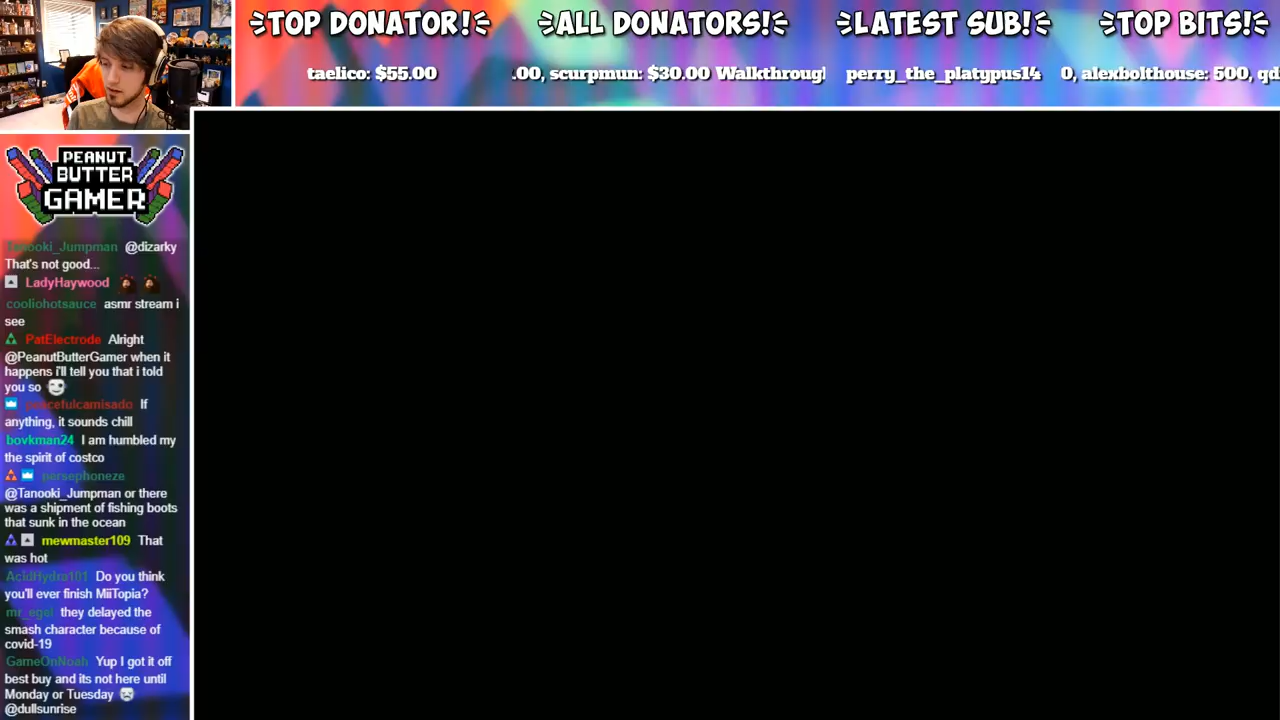 TOP DONATOR!
ALL DONATORS!
LATEST SUB!
TOP BITS!
taelico: $55.00
.00, scurpmun: $30.00 Walkthroug
perry_the_platypus14
0, alexbolthouse: 500, qd
PEANUT
BUTTER
GAMER
Tanooki_Jumpman @dizarky
That's not good...
LadyHaywood
cooliohotsauce asmr stream i
see
PatElectrode Alright
@PeanutButterGamer when it
happens i'll tell you that i told
you so
peacefulcamisado If
anything, it sounds chill
bovkman24 I am humbled my
the spirit of costco
persephoneze
@Tanooki_Jumpman or there
was a shipment of fishing boots
that sunk in the ocean
mewmaster109 That
was hot
AcidHydra101 Do you think
you'll ever finish MiiTopia?
mr_egel they delayed the
smash character because of
covid-19
GameOnNoah Yup I got it off
best buy and its not here until
Monday or Tuesday
@dullsunrise